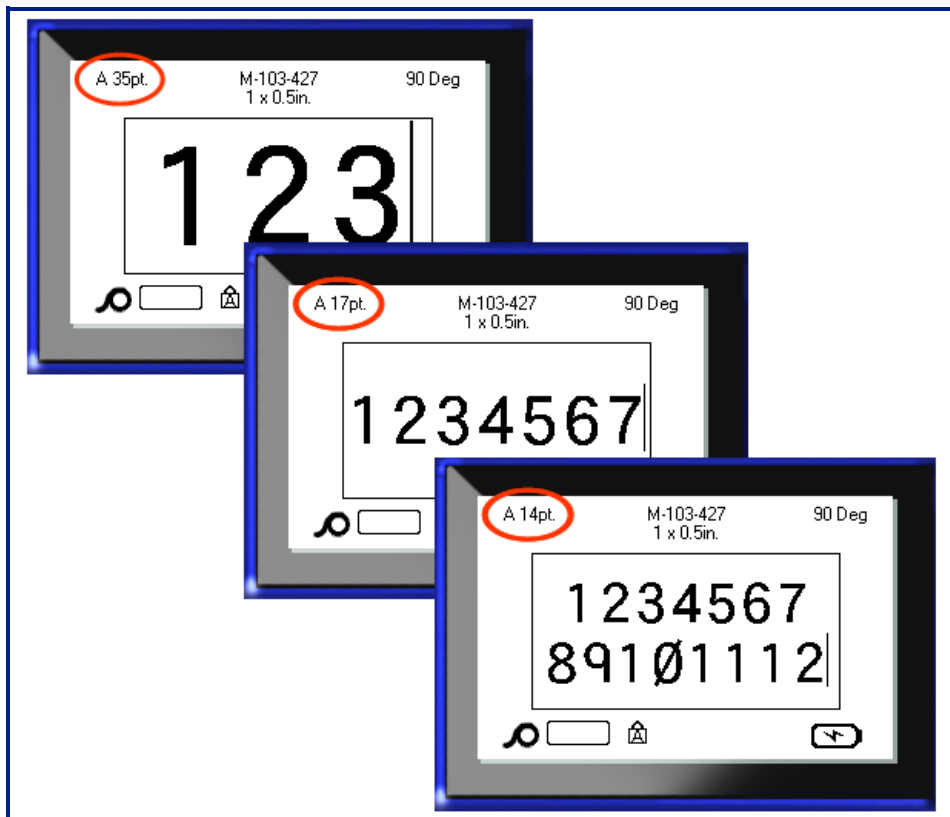 A 35pt. M-103-427 90 Deg
1 x 0.5in.
123
A
A 17pt. M-103-427 90 Deg
1 x 0.5in.
1234567
A 14pt. M-103-427 90 Deg
1 x 0.5in.
1234567
891Ø1112
A